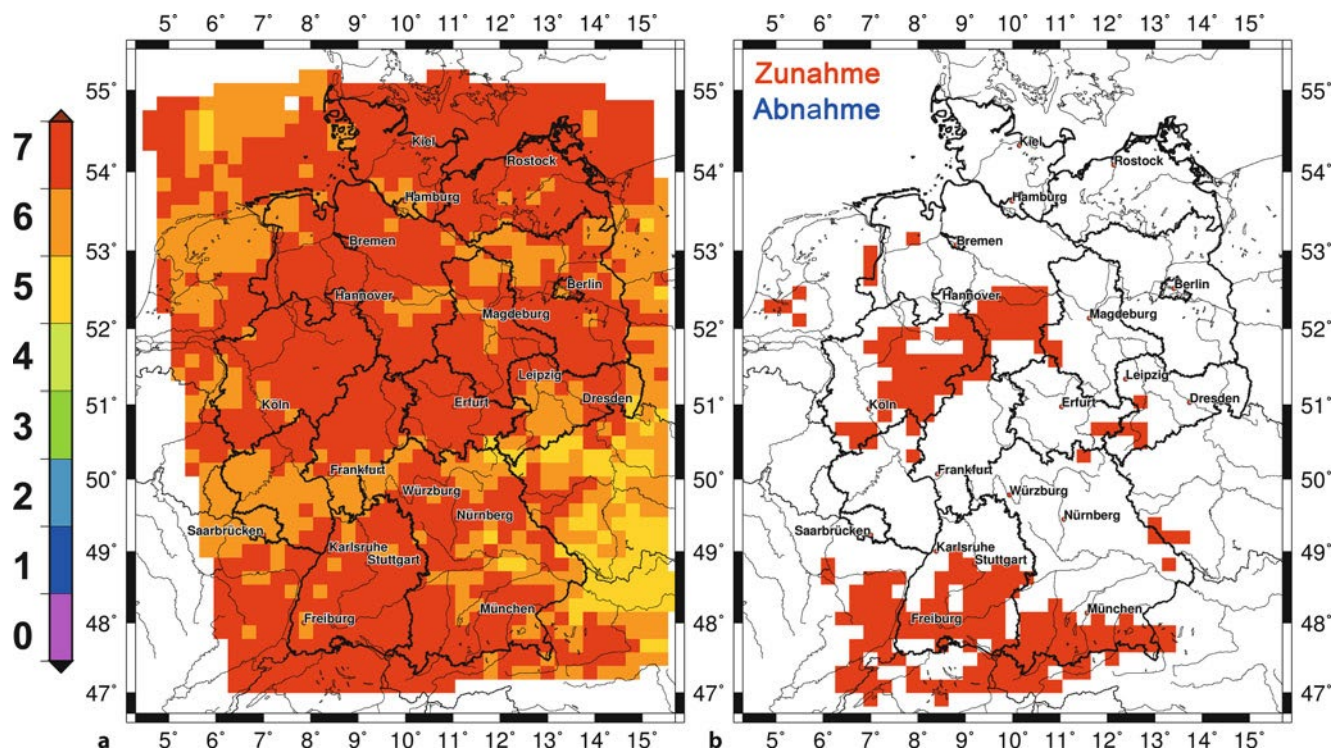 5° 6° 7° 8° 9° 10° 11° 12° 13° 14° 15°
55°
54°
53°
52°
51°
50°
49°
48°
47°
7
6
5
4
3
2
1
0
Kiel
Rostock
Hamburg
Bremen
Berlin
Hannover
Magdeburg
Leipzig
Köln
Erfurt
Dresden
Frankfurt
Würzburg
Nürnberg
Saarbrücken
Karlsruhe
Stuttgart
Freiburg
München
5° 6° 7° 8° 9° 10° 11° 12° 13° 14° 15°
a
5° 6° 7° 8° 9° 10° 11° 12° 13° 14° 15°
Zunahme
Abnahme
55°
54°
53°
52°
51°
50°
49°
48°
47°
Kiel
Rostock
Hamburg
Bremen
Berlin
Hannover
Magdeburg
Leipzig
Köln
Erfurt
Dresden
Frankfurt
Würzburg
Nürnberg
Saarbrücken
Karlsruhe
Stuttgart
Freiburg
München
55°
54°
53°
52°
51°
50°
49°
48°
47°
5° 6° 7° 8° 9° 10° 11° 12° 13° 14° 15°
b